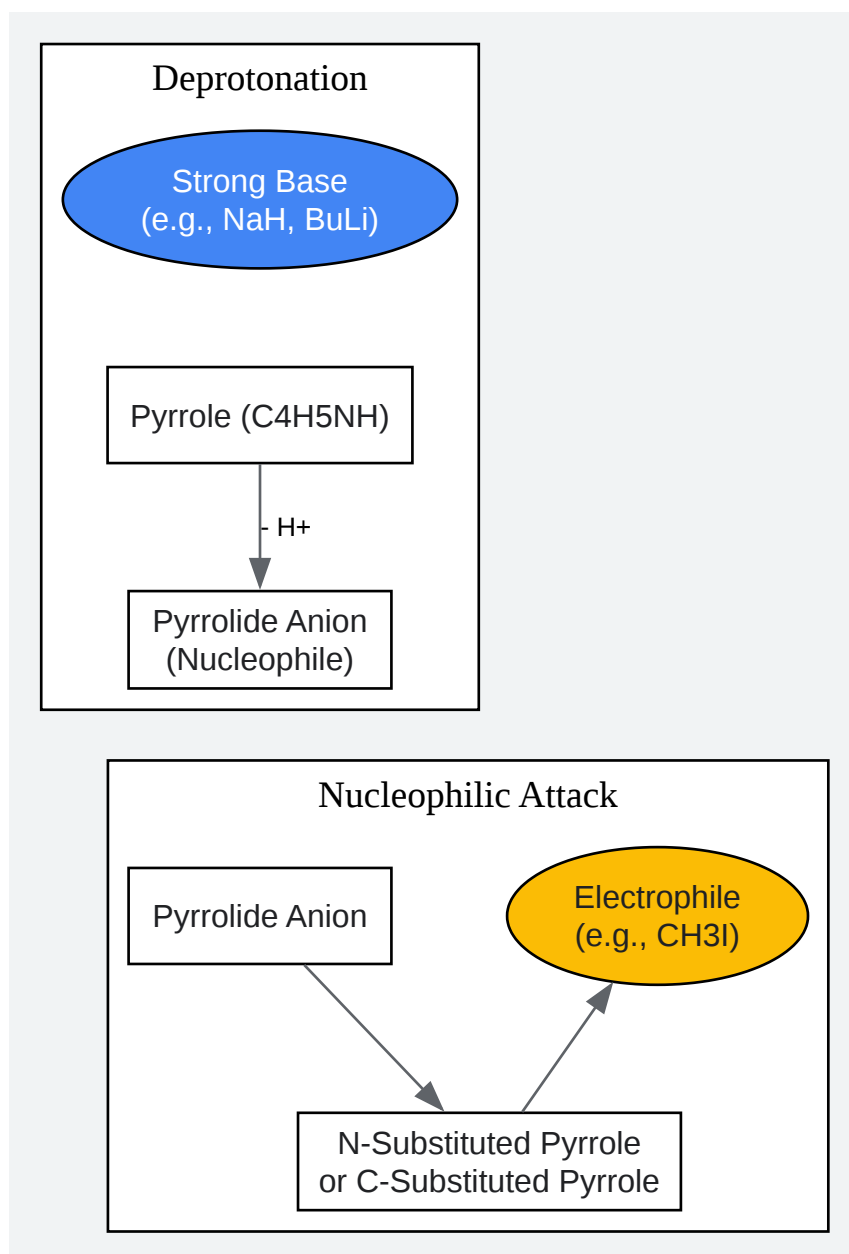 Deprotonation
Strong Base
(e.g., NaH, BuLi)
Pyrrole (C4H5NH)
- H+
Pyrrolide Anion
(Nucleophile)
Nucleophilic Attack
Pyrrolide Anion
Electrophile
(e.g., CH3I)
N-Substituted Pyrrole
or C-Substituted Pyrrole